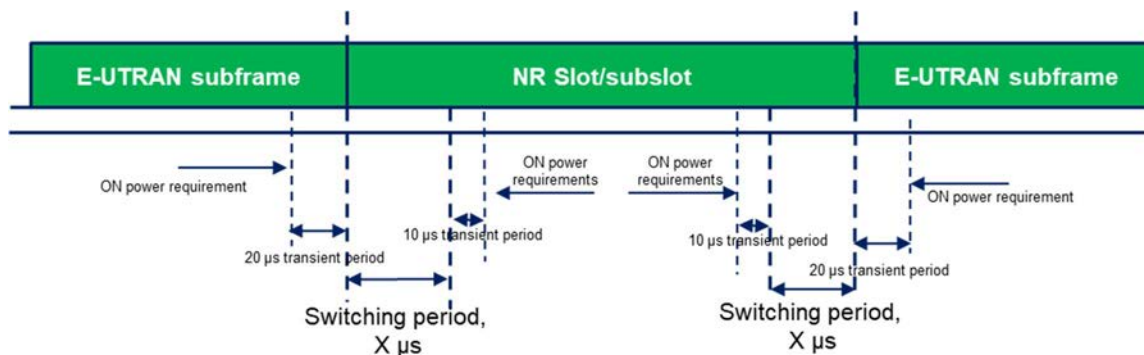 E-UTRAN subframe
NR Slot/subslot
E-UTRAN subframe
ON power requirement
ON power
requirements
ON power
requirements
ON power requirement
20 µs transient period
10 µs transient period
10 µs transient period
20 µs transient period
Switching period,
X µs
Switching period,
X µs